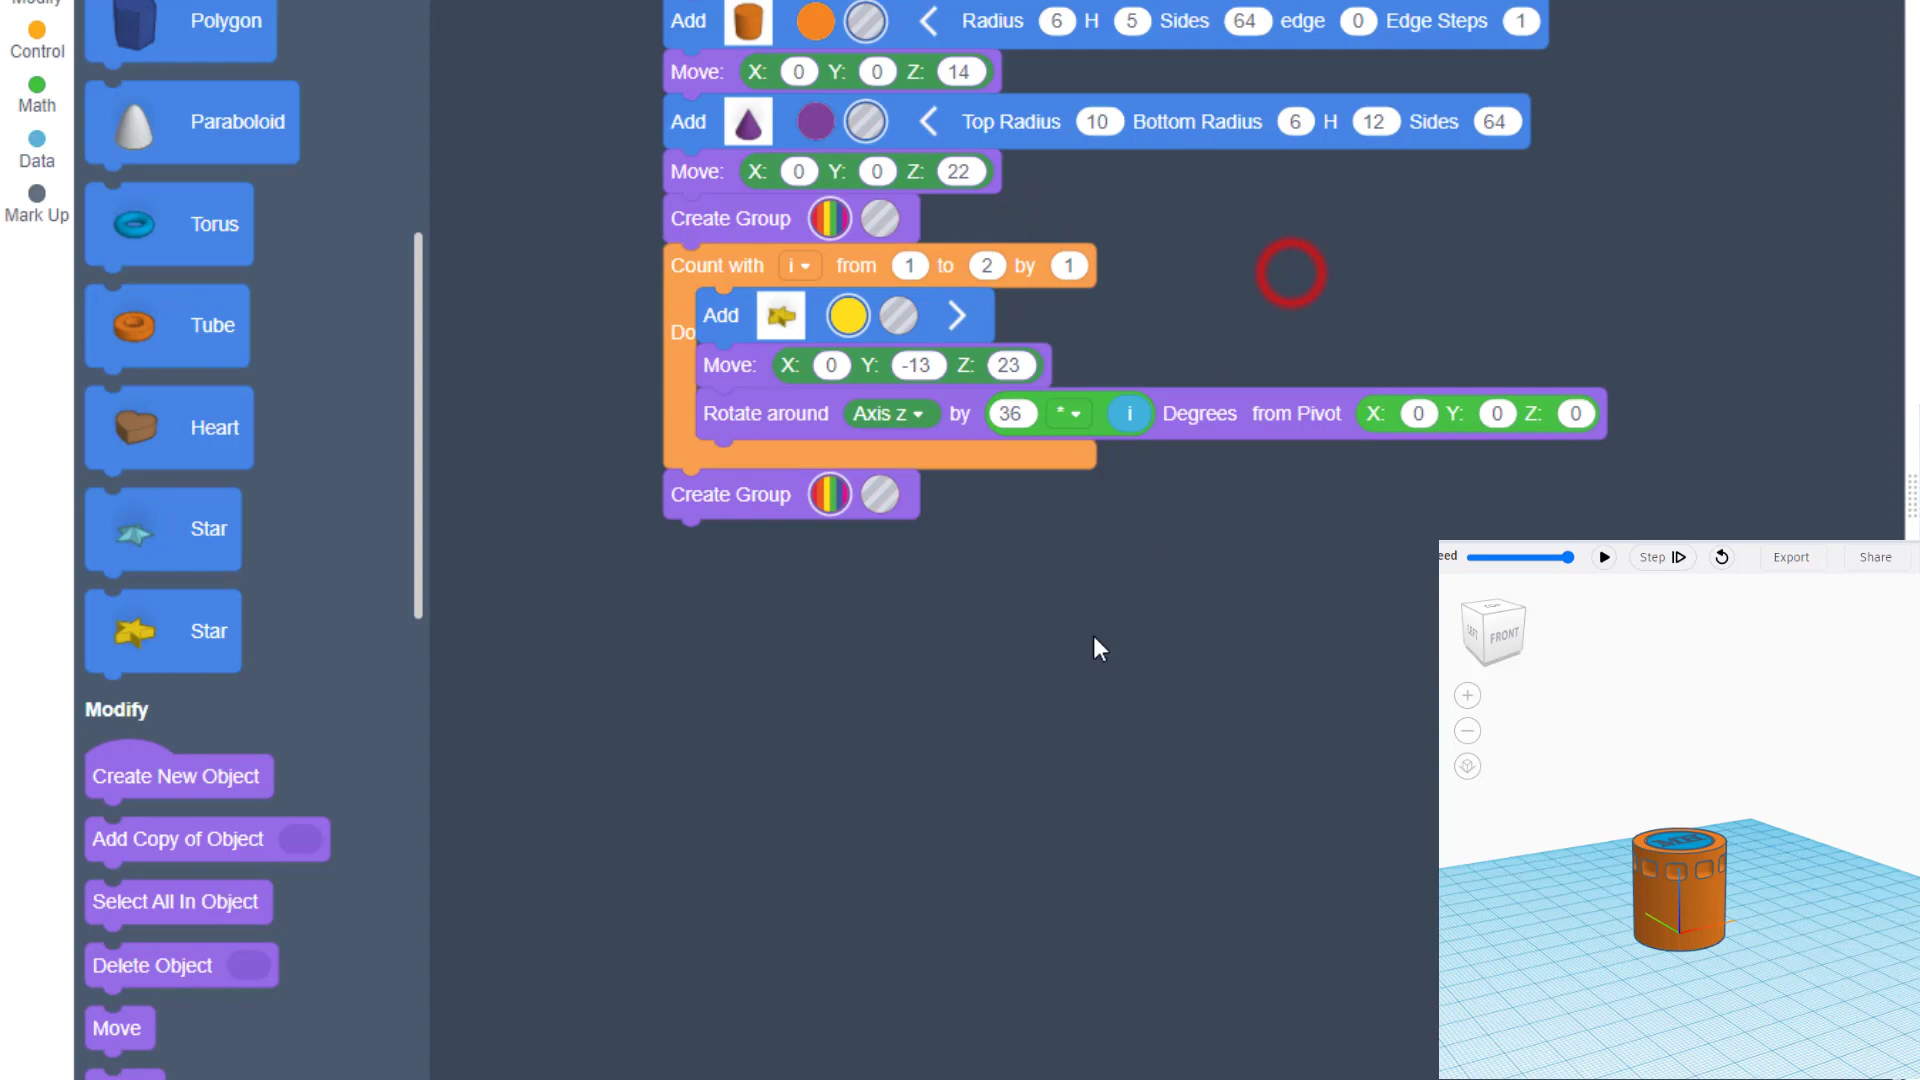 Modify
Control
Math
Data
Mark Up
Polygon
Paraboloid
Torus
Tube
Heart
Star
Star
Modify
Create New Object
Add Copy of Object
Select All In Object
Delete Object
Move
Add Radius 6 H 5 Sides 64 edge 0 Edge Steps 1
Move: X: 0 Y: 0 Z: 14
Add Top Radius 10 Bottom Radius 6 H 12 Sides 64
Move: X: 0 Y: 0 Z: 22
Create Group
Count with i from 1 to 2 by 1
Do
Add
Move: X: 0 Y: -13 Z: 23
Rotate around Axis z by 36 * i Degrees from Pivot X: 0 Y: 0 Z: 0
Create Group
eed Step Export Share
TOP
LEFT FRONT